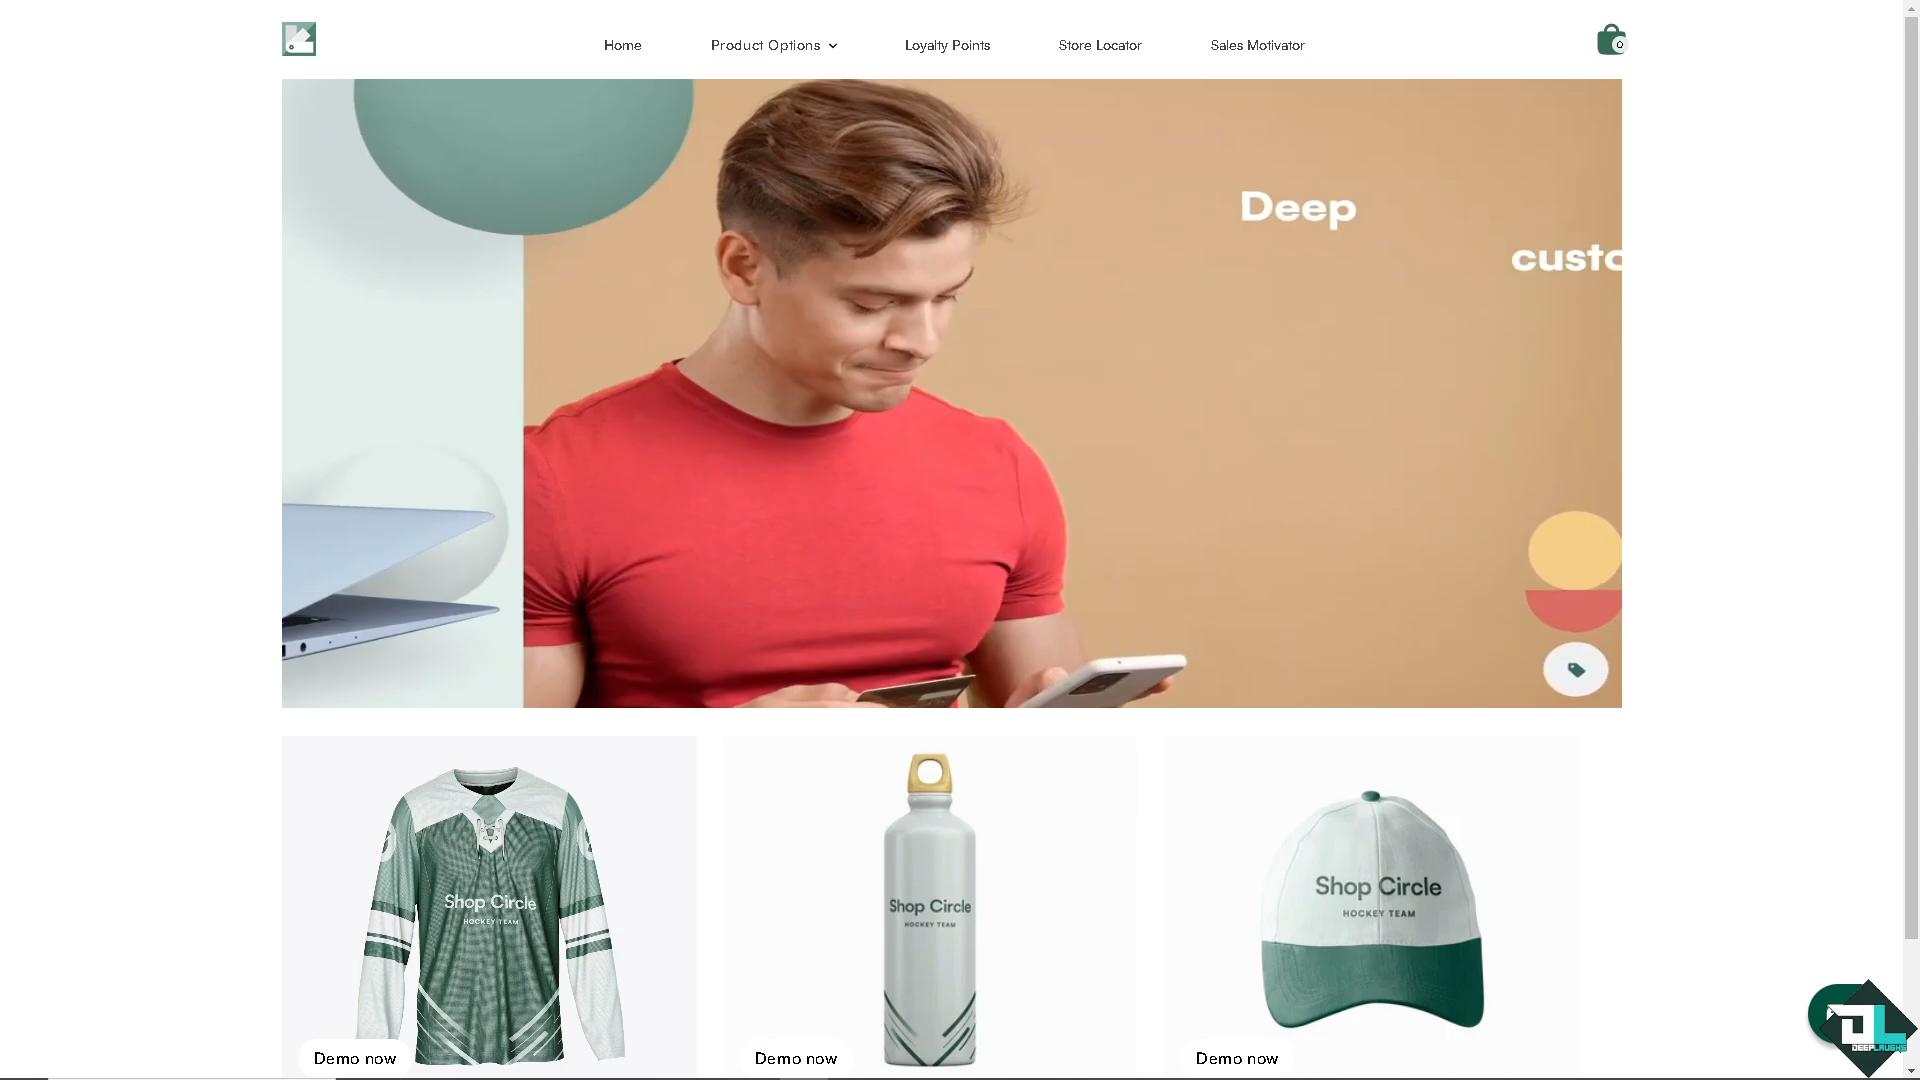 Home
Product Options
Loyalty Points
Store Locator
Sales Motivator
0
Deep
custo
Shop Circle
HOCKEY TEAM
Demo now
Shop Circle
HOCKEY TEAM
Demo now
Shop Circle
HOCKEY TEAM
Demo now
DEEPLAUGHS